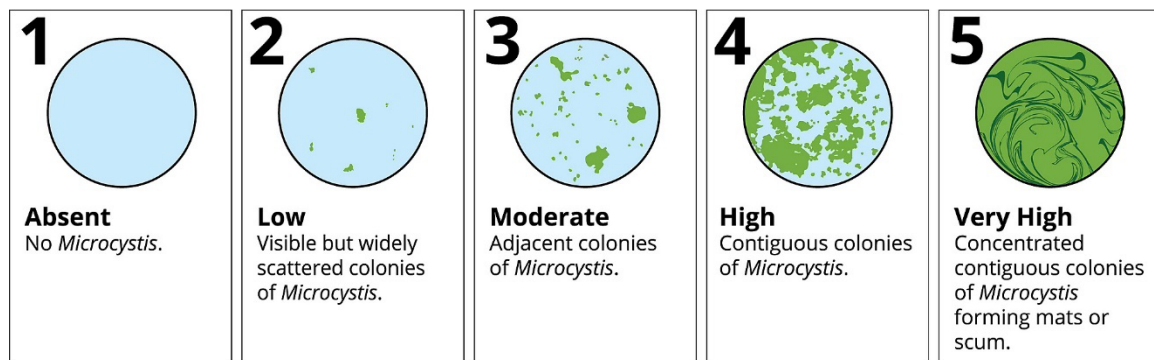 1
Absent
No Microcystis.
2
Low
Visible but widely
scattered colonies
of Microcystis.
3
Moderate
Adjacent colonies
of Microcystis.
4
High
Contiguous colonies
of Microcystis.
5
Very High
Concentrated
contiguous colonies
of Microcystis
forming mats or
scum.